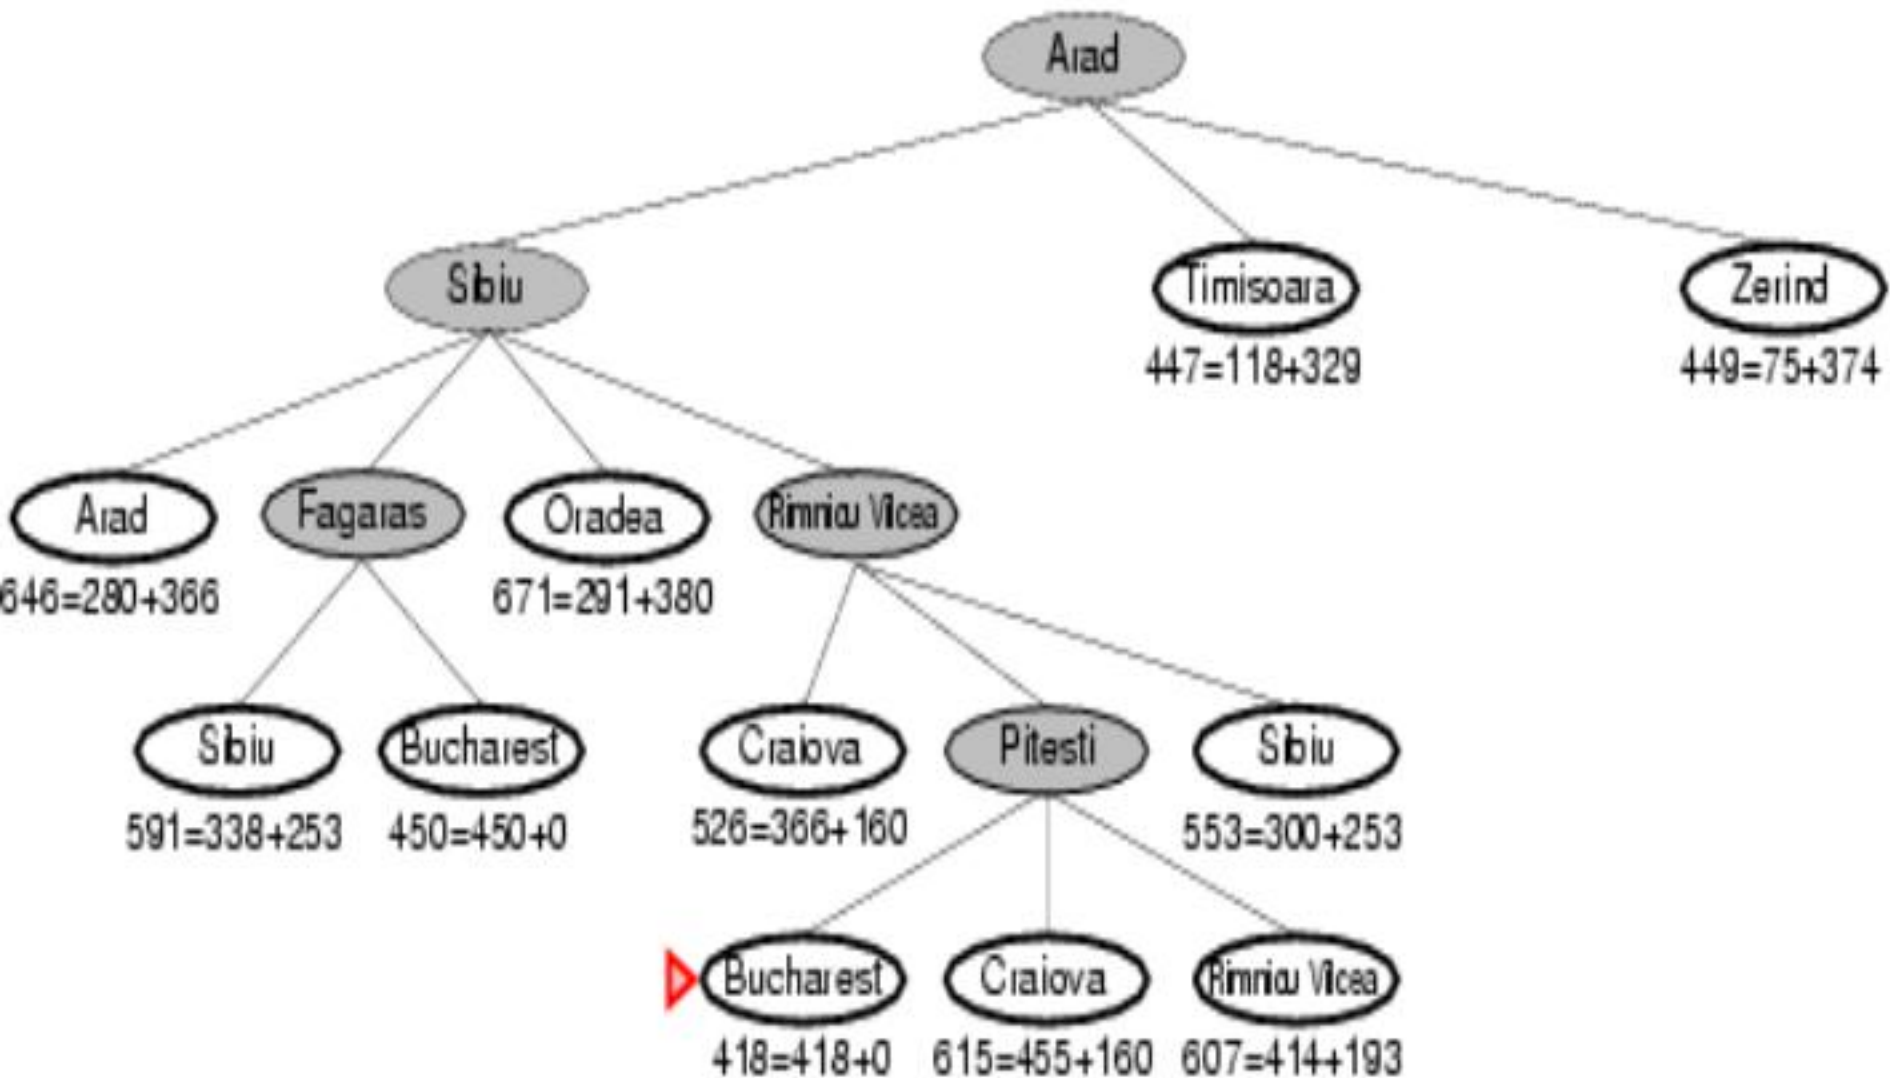 Arad
Sibiu
Timisoara
Zerind
447=118+329
449=75+374
Arad
Fagaras
Oradea
Rimnicu Vilcea
646=280+366
671=291+380
Sibiu
Bucharest
Craiova
Pitesti
Sibiu
591=338+253
450=450+0
526=366+160
553=300+253
Bucharest
Craiova
Rimnicu Vilcea
418=418+0
615=455+160
607=414+193